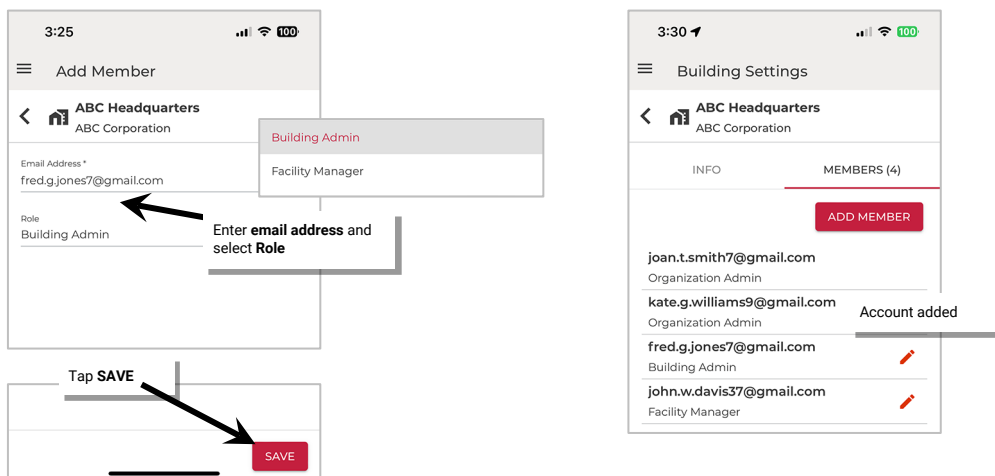 3:25
100
Add Member
ABC Headquarters
ABC Corporation
Email Address *
fred.g.jones7@gmail.com
Role
Building Admin
Building Admin
Facility Manager
Enter email address and
select Role
Tap SAVE
SAVE
3:30
100
Building Settings
ABC Headquarters
ABC Corporation
INFO
MEMBERS (4)
ADD MEMBER
joan.t.smith7@gmail.com
Organization Admin
kate.g.williams9@gmail.com
Organization Admin
Account added
fred.g.jones7@gmail.com
Building Admin
john.w.davis37@gmail.com
Facility Manager